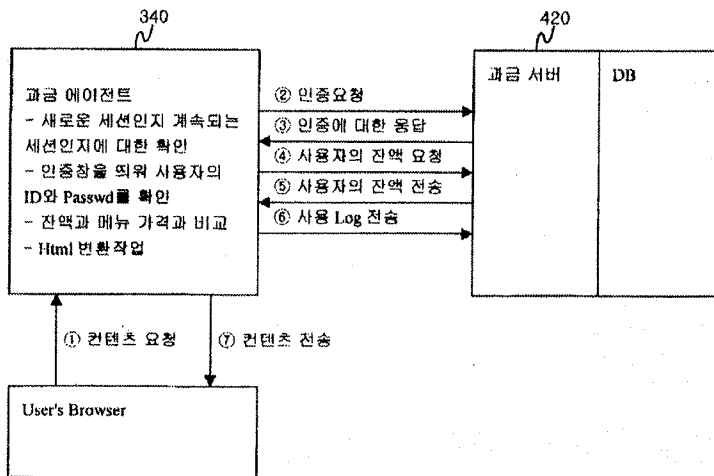 340
420
과금 에이전트
- 새로운 세션인지 계속되는
세션인지에 대한 확인
- 인증창을 띄워 사용자의
ID와 Passwd를 확인
- 잔액과 메뉴 가격과 비교
- Html 변환작업
② 인증요청
③ 인증에 대한 응답
④ 사용자의 잔액 요청
⑤ 사용자의 잔액 전송
⑥ 사용 Log 전송
과금 서버
DB
① 컨텐츠 요청
⑦ 컨텐츠 전송
User's Browser